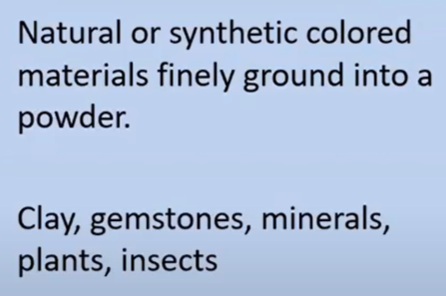 Natural or synthetic colored
materials finely ground into a
powder.
Clay, gemstones, minerals,
plants, insects